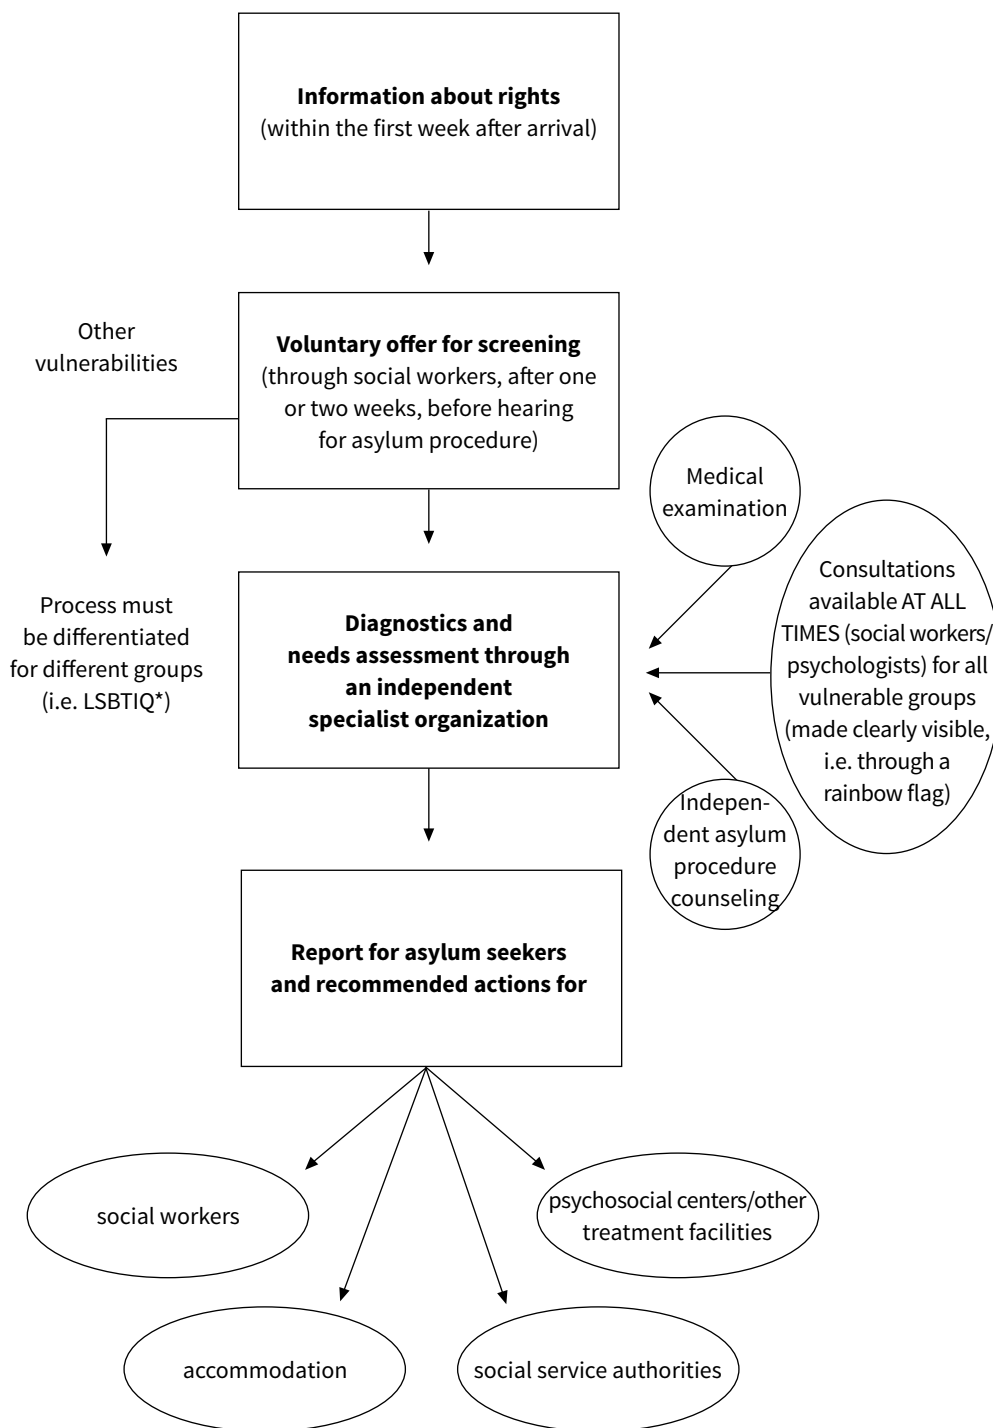 Information about rights
(within the first week after arrival)
Other
vulnerabilities
Voluntary offer for screening
(through social workers, after one
or two weeks, before hearing
for asylum procedure)
Medical
examination
Consultations
available AT ALL
TIMES (social workers/
psychologists) for all
vulnerable groups
(made clearly visible,
i.e. through a
rainbow flag)
Process must
be differentiated
for different groups
(i.e. LSBTIQ*)
Diagnostics and
needs assessment through
an independent
specialist organization
Indepen-
dent asylum
procedure
counseling
Report for asylum seekers
and recommended actions for
social workers
psychosocial centers/other
treatment facilities
accommodation
social service authorities